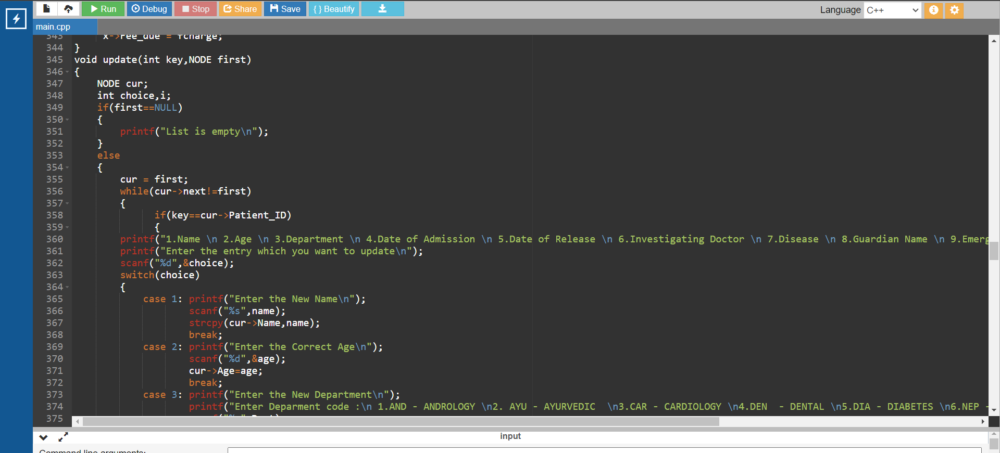 Run Debug Stop Share Save { } Beautify Language C++
main.cpp
343 x->Fee_due = fcharge;
344 }
345 void update(int key,NODE first)
346 {
347 NODE cur;
348 int choice,i;
349 if(first==NULL)
350 {
351 printf("List is empty\n");
352 }
353 else
354 {
355 cur = first;
356 while(cur->next!=first)
357 {
358 if(key==cur->Patient_ID)
359 {
360 printf("1.Name \n 2.Age \n 3.Department \n 4.Date of Admission \n 5.Date of Release \n 6.Investigating Doctor \n 7.Disease \n 8.Guardian Name \n 9.Emerg
361 printf("Enter the entry which you want to update\n");
362 scanf("%d",&choice);
363 switch(choice)
364 {
365 case 1: printf("Enter the New Name\n");
366 scanf("%s",name);
367 strcpy(cur->Name,name);
368 break;
369 case 2: printf("Enter the Correct Age\n");
370 scanf("%d",&age);
371 cur->Age=age;
372 break;
373 case 3: printf("Enter the New Department\n");
374 printf("Enter Deparment code :\n 1.AND - ANDROLOGY \n2. AYU - AYURVEDIC  \n3.CAR - CARDIOLOGY \n4.DEN  - DENTAL \n5.DIA - DIABETES \n6.NEP -
375
input
Command line arguments: